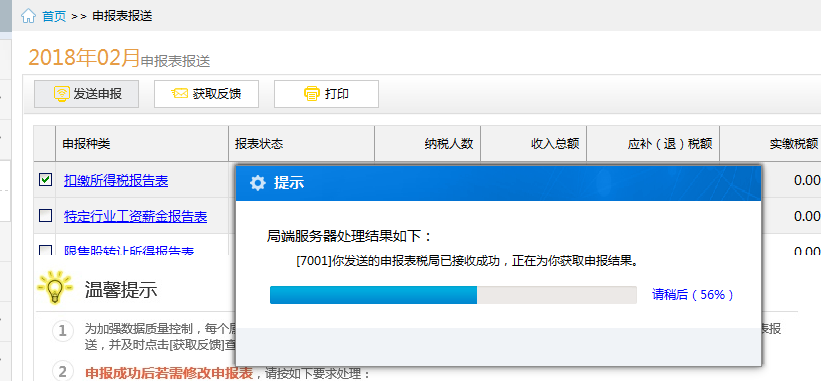 首页 >> 申报表报送
2018年02月申报表报送
发送申报 获取反馈 打印
申报种类 报表状态 纳税人数 收入总额 应补（退）税额 实缴税额
扣缴所得税报告表 0.00
特定行业工资薪金报告表 0.00
限售股转让所得报告表 0.00
提示
局端服务器处理结果如下：
[7001]你发送的申报表税局已接收成功，正在为你获取申报结果。
请稍后（56%）
温馨提示
1 为加强数据质量控制，每个
表报
送，并及时点击[获取反馈]
2 申报成功后若需修改申报表，请按如下要求处理：